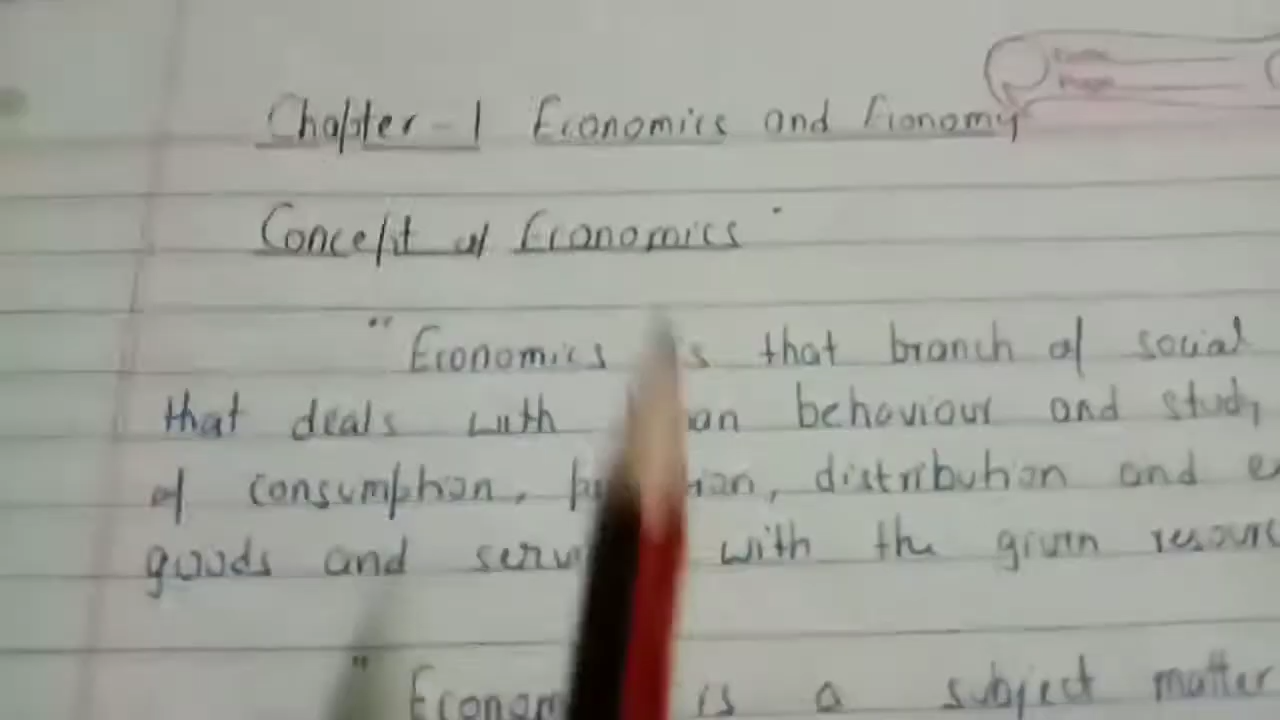 Chapter-1 Economics and Economy
Concept of Economics
"Economics is that branch of social
that deals with behaviour and study
of consumption, distribution and
goods and with the given
" is a subject matter